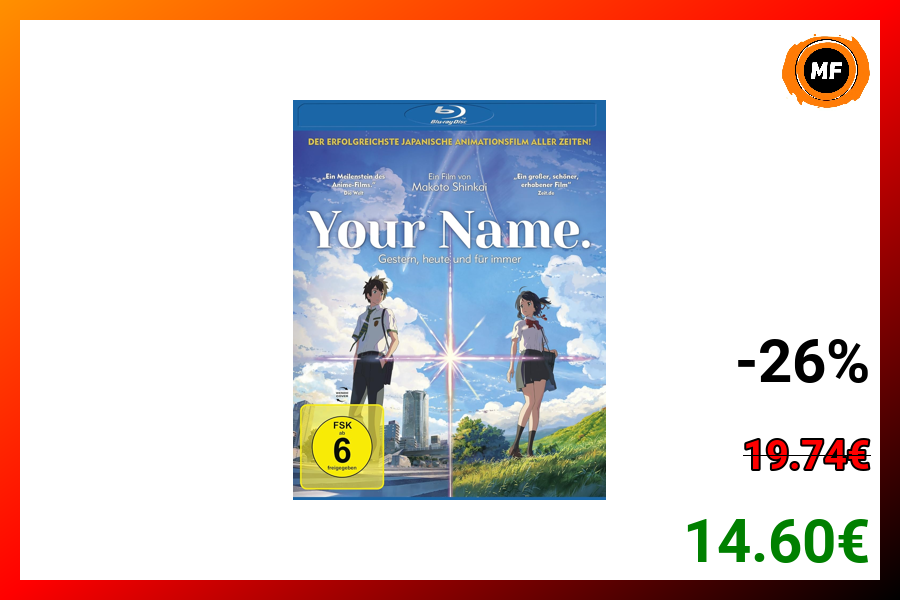 MF
Blu-ray Disc
DER ERFOLGREICHSTE JAPANISCHE ANIMATIONSFILM ALLER ZEITEN!
„Ein Meilenstein des
Anime-Films.“
Die Welt
Ein Film von
Makoto Shinkai
„Ein großer, schöner,
erhabener Film“
Zeit.de
Your Name.
Gestern, heute und für immer
FSK
ab
6
freigegeben
-26%
19.74€
14.60€